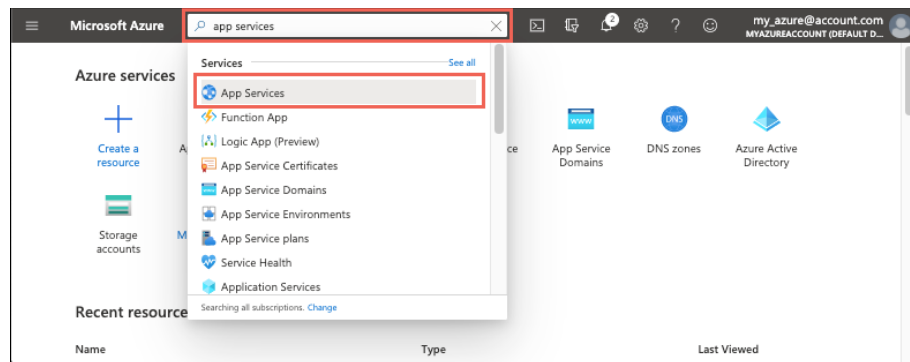 Microsoft Azure
app services
2
my_azure@account.com
MYAZUREACCOUNT (DEFAULT D...
Azure services
Services
See all
App Services
Function App
Logic App (Preview)
App Service Certificates
App Service Domains
App Service Environments
App Service plans
Service Health
Application Services
Searching all subscriptions. Change
Create a
resource
A
ce
www
App Service
Domains
DNS
DNS zones
Azure Active
Directory
Storage
accounts
M
Recent resource
Name
Type
Last Viewed